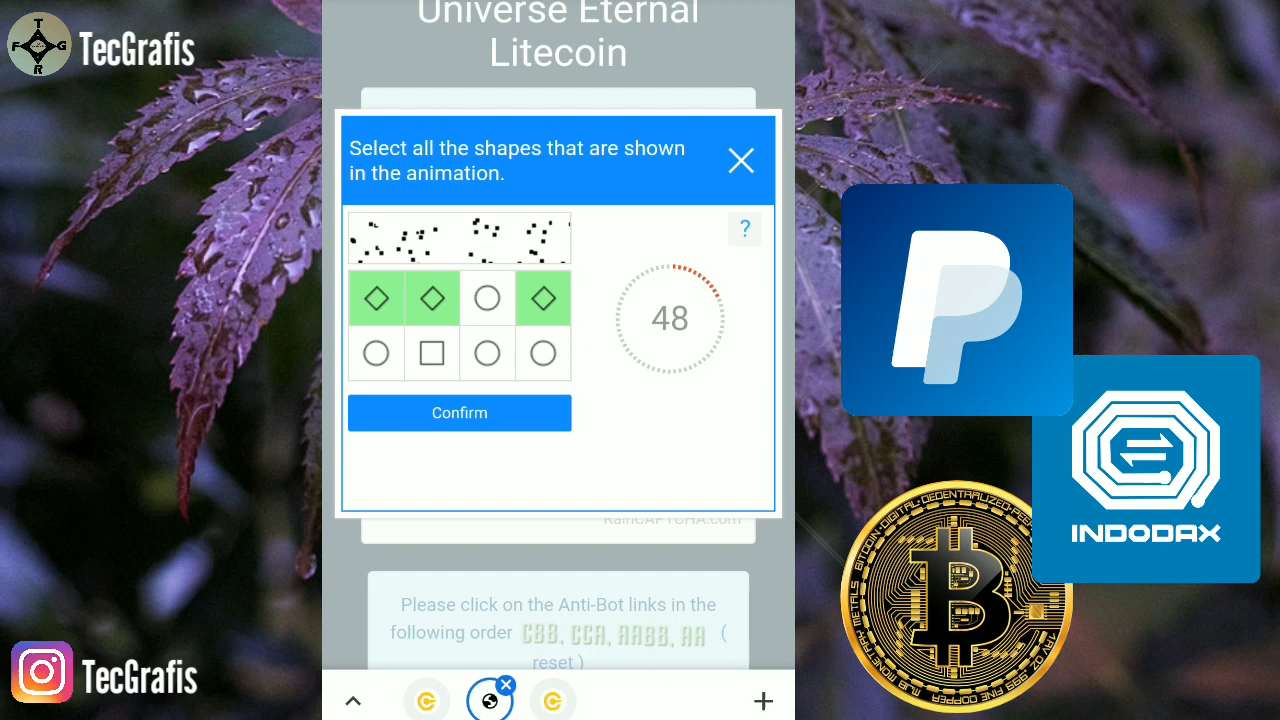 T
F G
R
TecGrafis
Universe Eternal
Litecoin
Select all the shapes that are shown
in the animation.
?
48
Confirm
RainCAPTCHA.com
Please click on the Anti-Bot links in the
following order CBB, CCA, AABB, AA (
reset )
INDODAX
TecGrafis